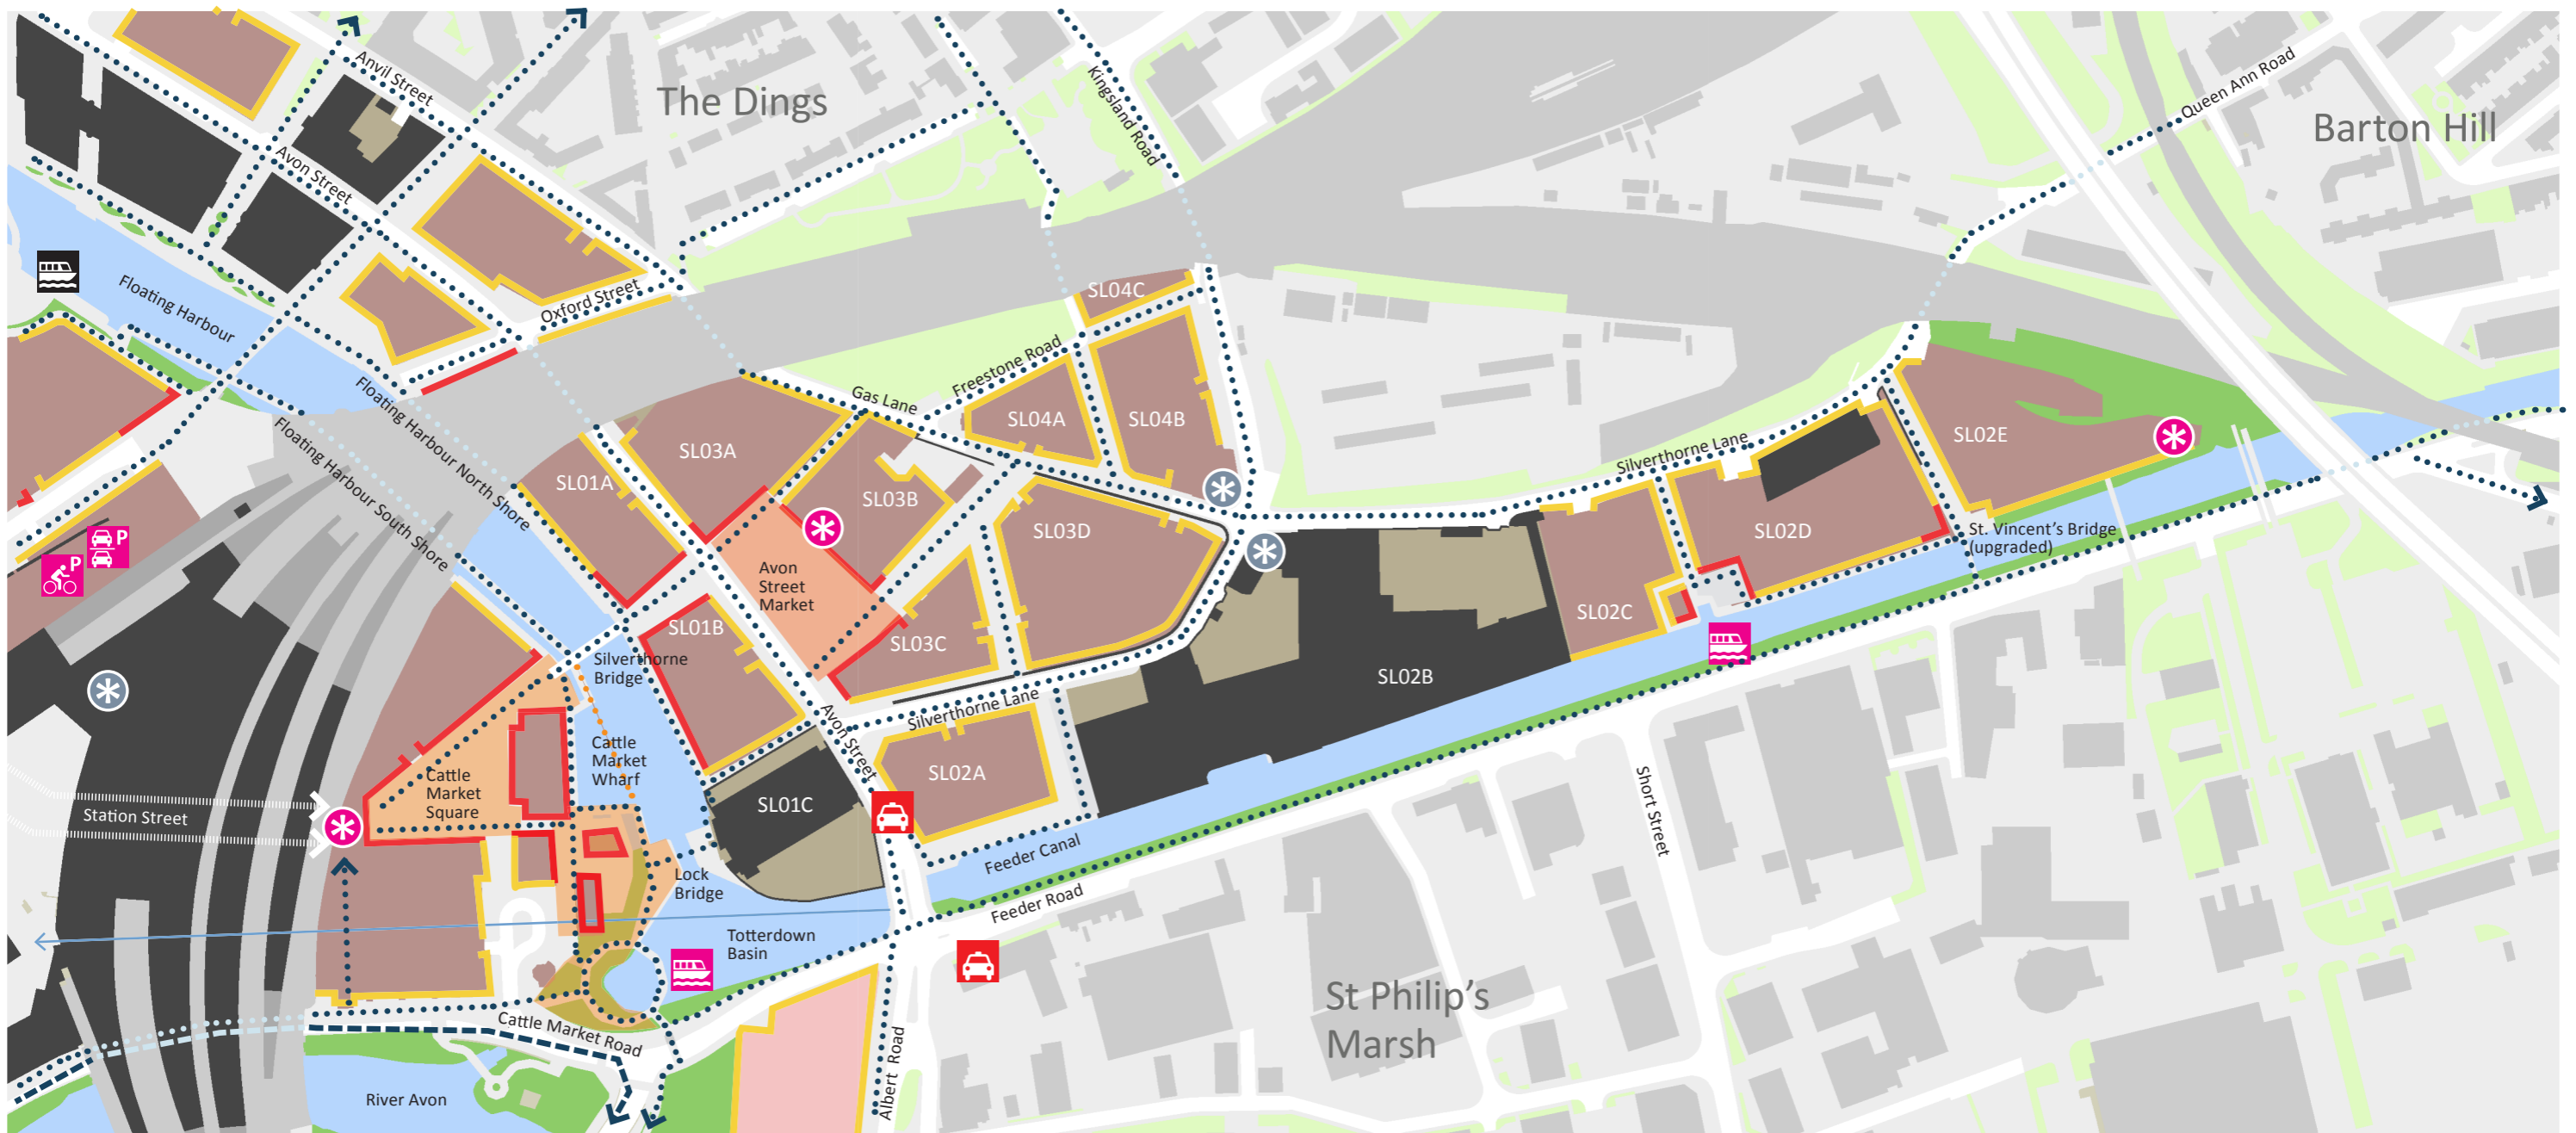 Anvil Street
The Dings
Kingsland Road
Queen Ann Road
Barton Hill
Avon Street
Floating Harbour
Oxford Street
SL04C
Freestone Road
Gas Lane
Floating Harbour North Shore
Floating Harbour South Shore
SL04A
SL04B
SL03A
SL01A
SL03B
Silverthorne Lane
SL02E
SL03D
SL02D
St. Vincent's Bridge
(upgraded)
P
P
Avon
Street
Market
SL02C
SL01B
SL03C
Silverthorne
Bridge
SL02B
Silverthorne Lane
Avon Street
Cattle
Market
Wharf
SL02A
Cattle
Market
Square
SL01C
Short Street
Station Street
Feeder Canal
Lock
Bridge
Feeder Road
Totterdown
Basin
St Philip's
Marsh
Cattle Market Road
Albert Road
River Avon